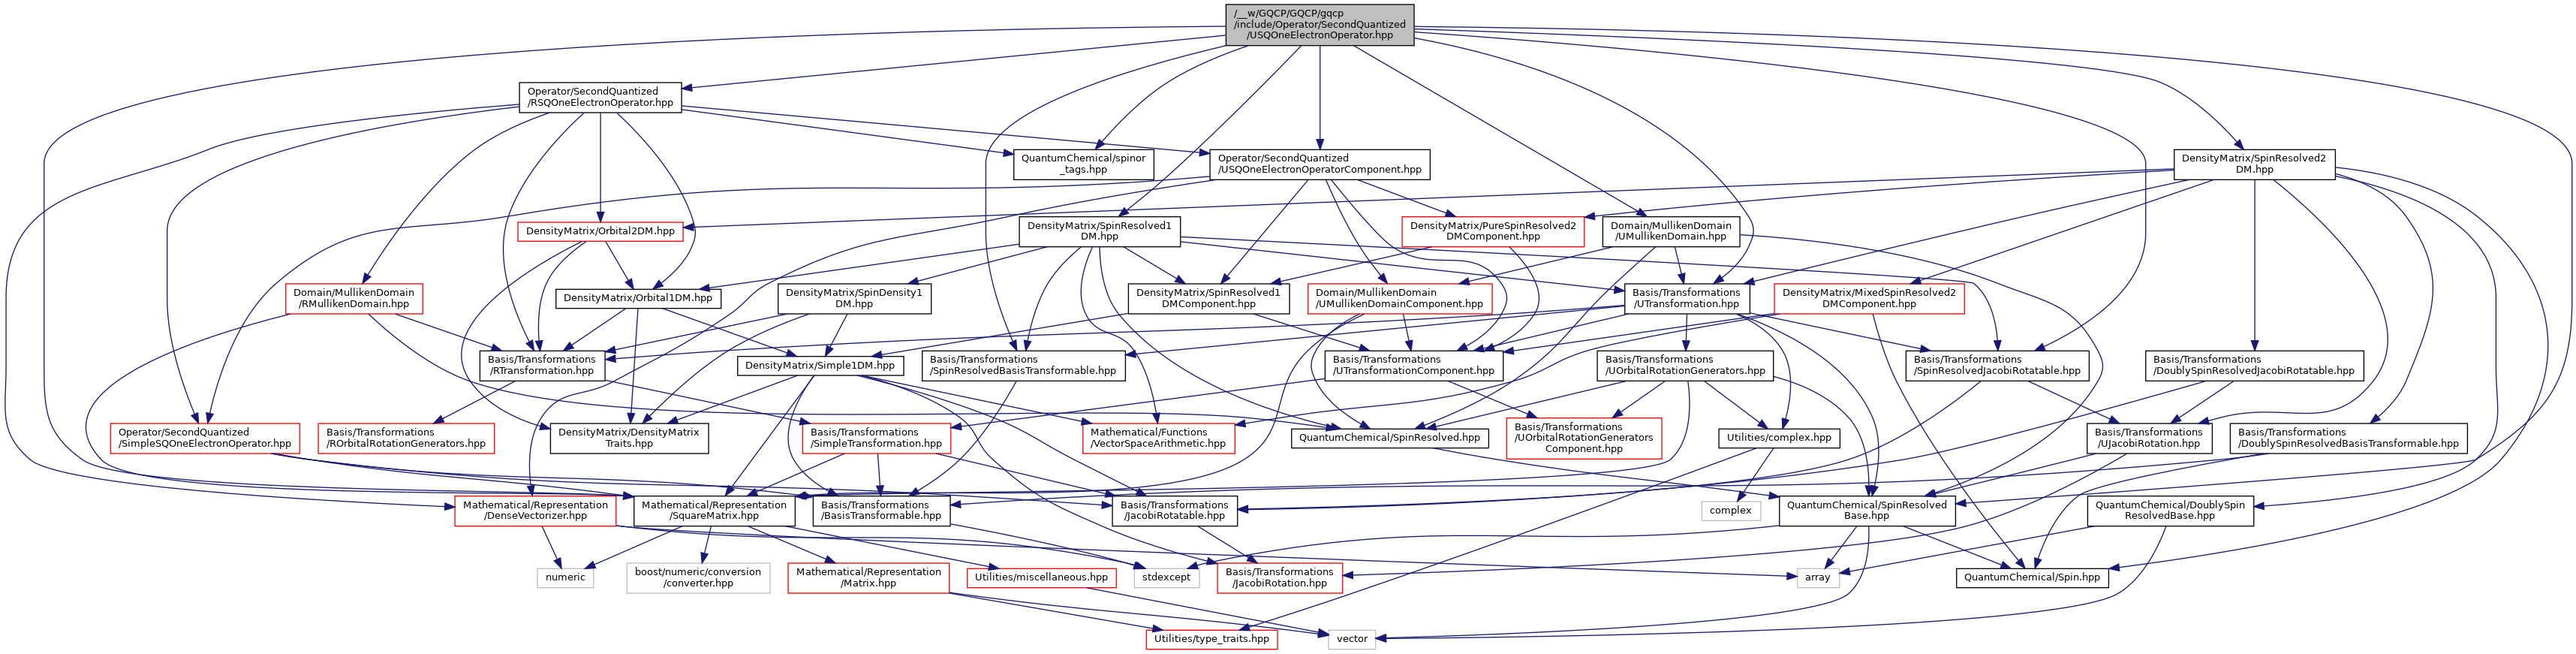 /__w/GQCP/GQCP/gqcp
/include/Operator/SecondQuantized
/USQOneElectronOperator.hpp
Operator/SecondQuantized
/RSQOneElectronOperator.hpp
QuantumChemical/spinor
_tags.hpp
Operator/SecondQuantized
/USQOneElectronOperatorComponent.hpp
DensityMatrix/SpinResolved2
DM.hpp
DensityMatrix/Orbital2DM.hpp
DensityMatrix/SpinResolved1
DM.hpp
DensityMatrix/PureSpinResolved2
DMComponent.hpp
Domain/MullikenDomain
/UMullikenDomain.hpp
Domain/MullikenDomain
/RMullikenDomain.hpp
DensityMatrix/Orbital1DM.hpp
DensityMatrix/SpinDensity1
DM.hpp
DensityMatrix/SpinResolved1
DMComponent.hpp
Domain/MullikenDomain
/UMullikenDomainComponent.hpp
Basis/Transformations
/UTransformation.hpp
DensityMatrix/MixedSpinResolved2
DMComponent.hpp
Basis/Transformations
/RTransformation.hpp
DensityMatrix/Simple1DM.hpp
Basis/Transformations
/SpinResolvedBasisTransformable.hpp
Basis/Transformations
/UTransformationComponent.hpp
Basis/Transformations
/UOrbitalRotationGenerators.hpp
Basis/Transformations
/SpinResolvedJacobiRotatable.hpp
Basis/Transformations
/DoublySpinResolvedJacobiRotatable.hpp
Operator/SecondQuantized
/SimpleSQOneElectronOperator.hpp
Basis/Transformations
/ROrbitalRotationGenerators.hpp
DensityMatrix/DensityMatrix
Traits.hpp
Basis/Transformations
/SimpleTransformation.hpp
Mathematical/Functions
/VectorSpaceArithmetic.hpp
QuantumChemical/SpinResolved.hpp
Basis/Transformations
/UOrbitalRotationGenerators
Component.hpp
Utilities/complex.hpp
Basis/Transformations
/UJacobiRotation.hpp
Basis/Transformations
/DoublySpinResolvedBasisTransformable.hpp
Mathematical/Representation
/DenseVectorizer.hpp
Mathematical/Representation
/SquareMatrix.hpp
Basis/Transformations
/BasisTransformable.hpp
Basis/Transformations
/JacobiRotatable.hpp
complex
QuantumChemical/SpinResolved
Base.hpp
QuantumChemical/DoublySpin
ResolvedBase.hpp
numeric
boost/numeric/conversion
/converter.hpp
Mathematical/Representation
/Matrix.hpp
Utilities/miscellaneous.hpp
stdexcept
Basis/Transformations
/JacobiRotation.hpp
array
QuantumChemical/Spin.hpp
Utilities/type_traits.hpp
vector